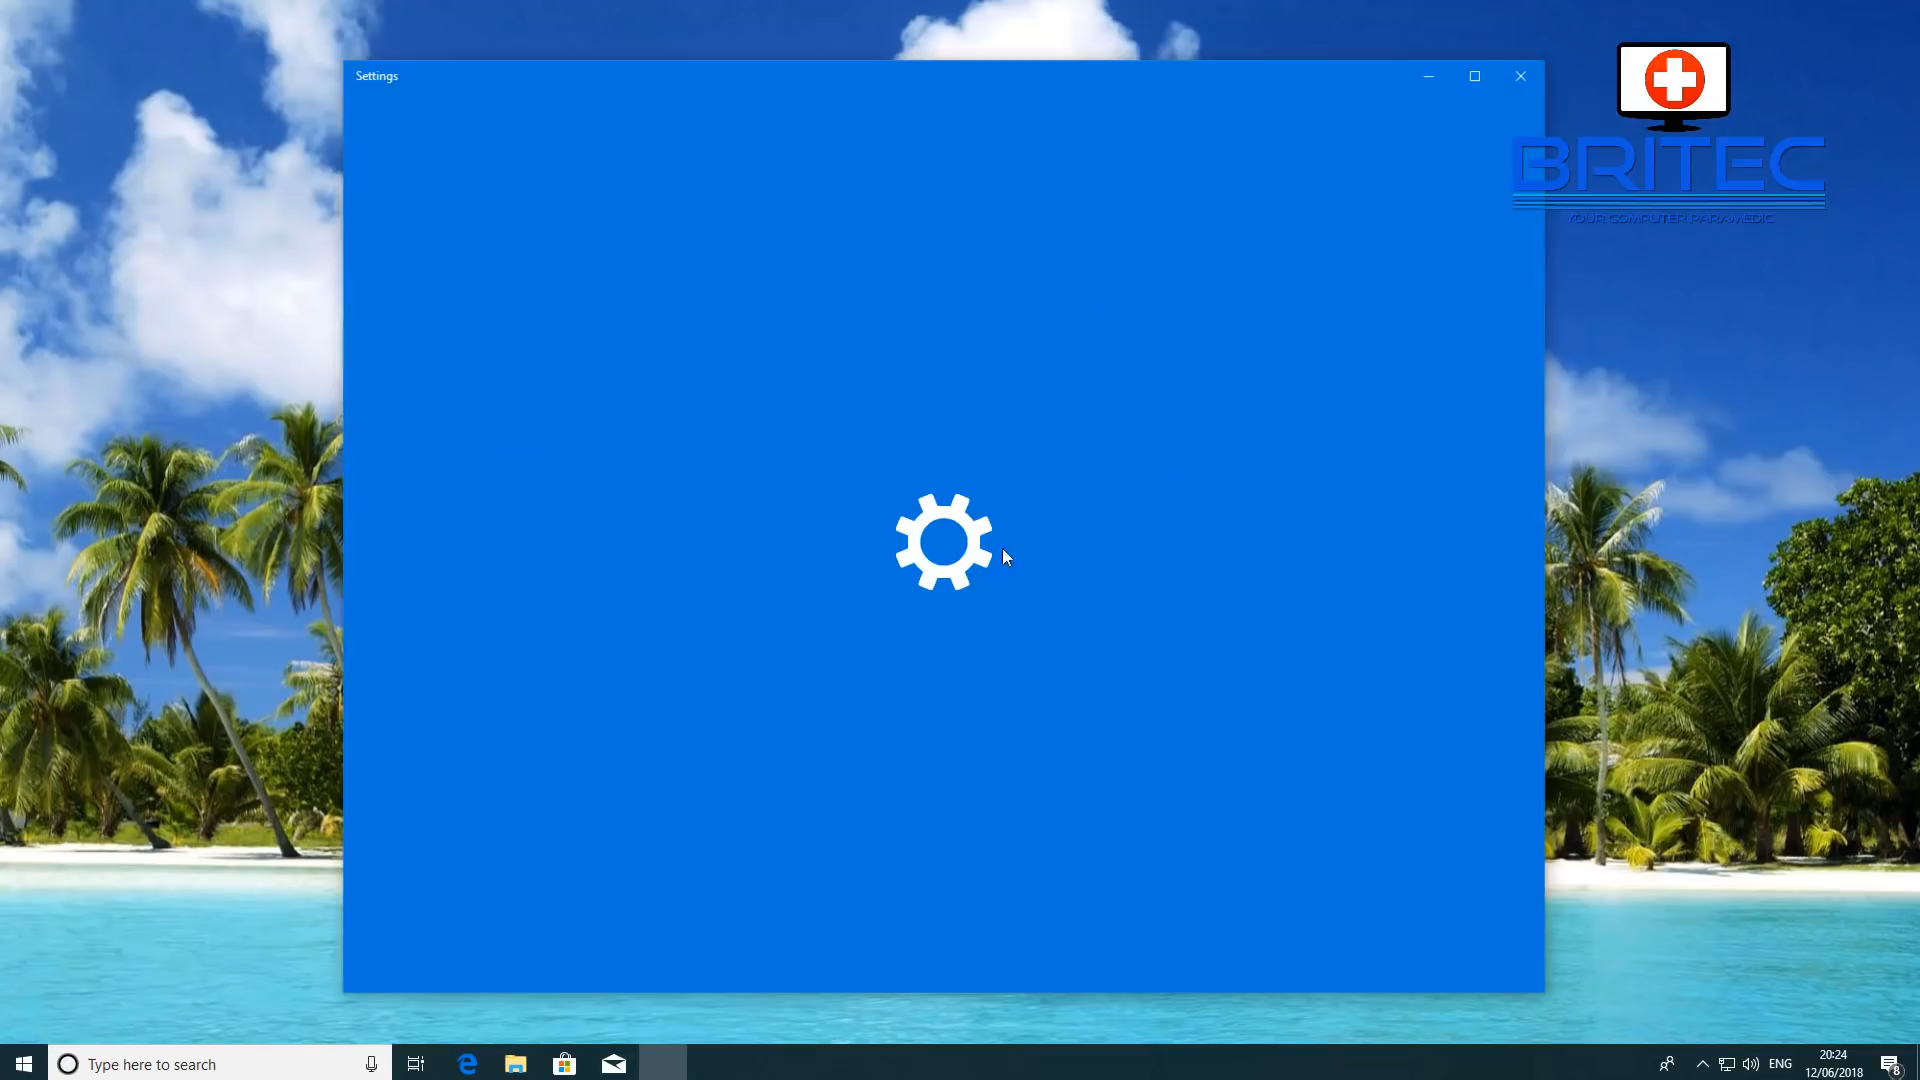 Settings
BRITEC
YOUR COMPUTER PARAMEDIC
Type here to search
ENG
20:24
12/06/2018
8